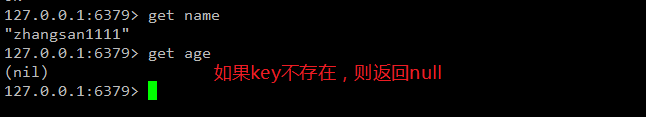 127.0.0.1:6379> get name
"zhangsan1111"
127.0.0.1:6379> get age
(nil) 如果key不存在，则返回null
127.0.0.1:6379>